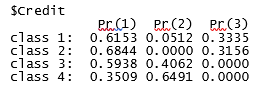 $Credit
Pr(1) Pr(2) Pr(3)
class 1: 0.6153 0.0512 0.3335
class 2: 0.6844 0.0000 0.3156
class 3: 0.5938 0.4062 0.0000
class 4: 0.3509 0.6491 0.0000